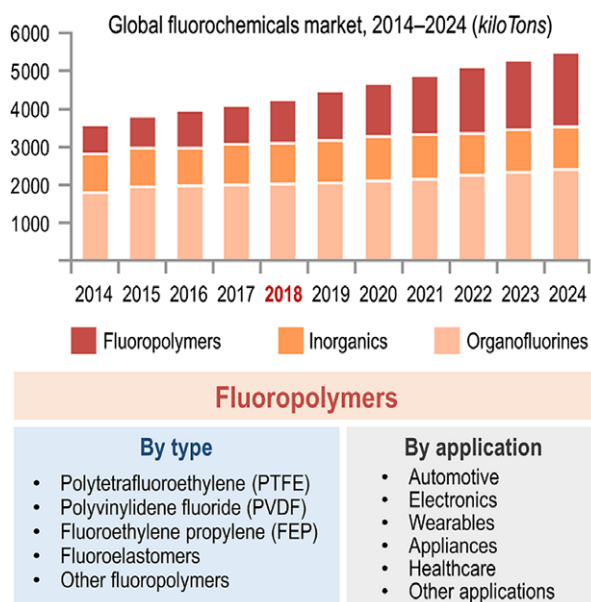 Global fluorochemicals market, 2014–2024 (kiloTons)
6000
5000
4000
3000
2000
1000
2014 2015 2016 2017 2018 2019 2020 2021 2022 2023 2024
Fluoropolymers Inorganics Organofluorines
Fluoropolymers
By type
• Polytetrafluoroethylene (PTFE)
• Polyvinylidene fluoride (PVDF)
• Fluoroethylene propylene (FEP)
• Fluoroelastomers
• Other fluoropolymers
By application
• Automotive
• Electronics
• Wearables
• Appliances
• Healthcare
• Other applications